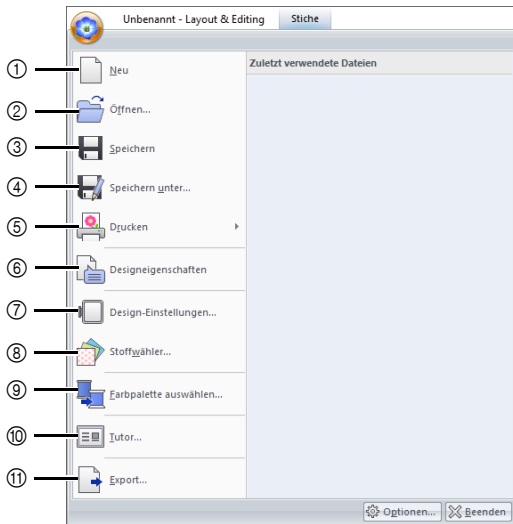 Unbenannt - Layout & Editing Stiche
Zuletzt verwendete Dateien
① Neu
② Öffnen...
③ Speichern
④ Speichern unter...
⑤ Drucken
⑥ Designeigenschaften
⑦ Design-Einstellungen...
⑧ Stoffwähler...
⑨ Farbpalette auswählen...
⑩ Tutor...
⑪ Export...
Optionen... Beenden